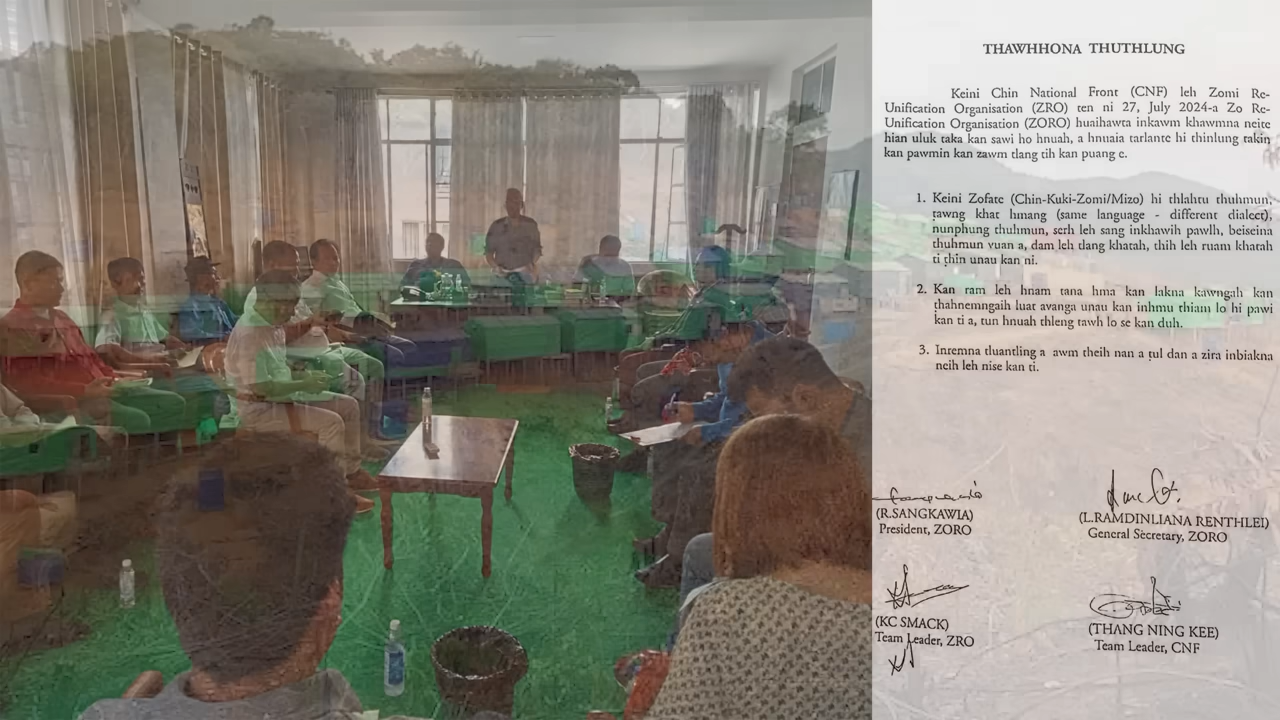 THAWHHONA THUTHLUNG
Keini Chin National Front (CNF) leh Zomi Re-
Unification Organisation (ZRO) ten ni 27, July 2024-a Zo Re-
Unification Organisation (ZORO) huaihawta inkawm khawmna neite
hian uluk taka kan sawi ho hnuah, a hnuaia tarlante hi thinlung takin
kan pawmin kan zawm tlang tih kan puang e.
1. Keini Zofate (Chin-Kuki-Zomi/Mizo) hi thlahtu thuhmun,
tawng khat hmang (same language - different dialect),
nunphung thuhmun, serh leh sang inkhawih pawlh, beiseina
thuhmun vuan a, dam leh dang khatah, thih leh ruam khatah
ti ṭhin unau kan ni.
2. Kan ram leh hnam tana hma kan lakna kawngah kan
thahnemngaih luat avanga unau kan inhmu thiam lo hi pawi
kan ti a, tun hnuah thleng tawh lo se kan duh.
3. Inremna thuantling a awm theih nan a ṭul dan a zira inbiakna
neih leh nise kan ti.
(R.SANGKAWIA)
President, ZORO
(L.RAMDINLIANA RENTHLEI)
General Secretary, ZORO
(KC SMACK)
Team Leader, ZRO
(THANG NING KEE)
Team Leader, CNF